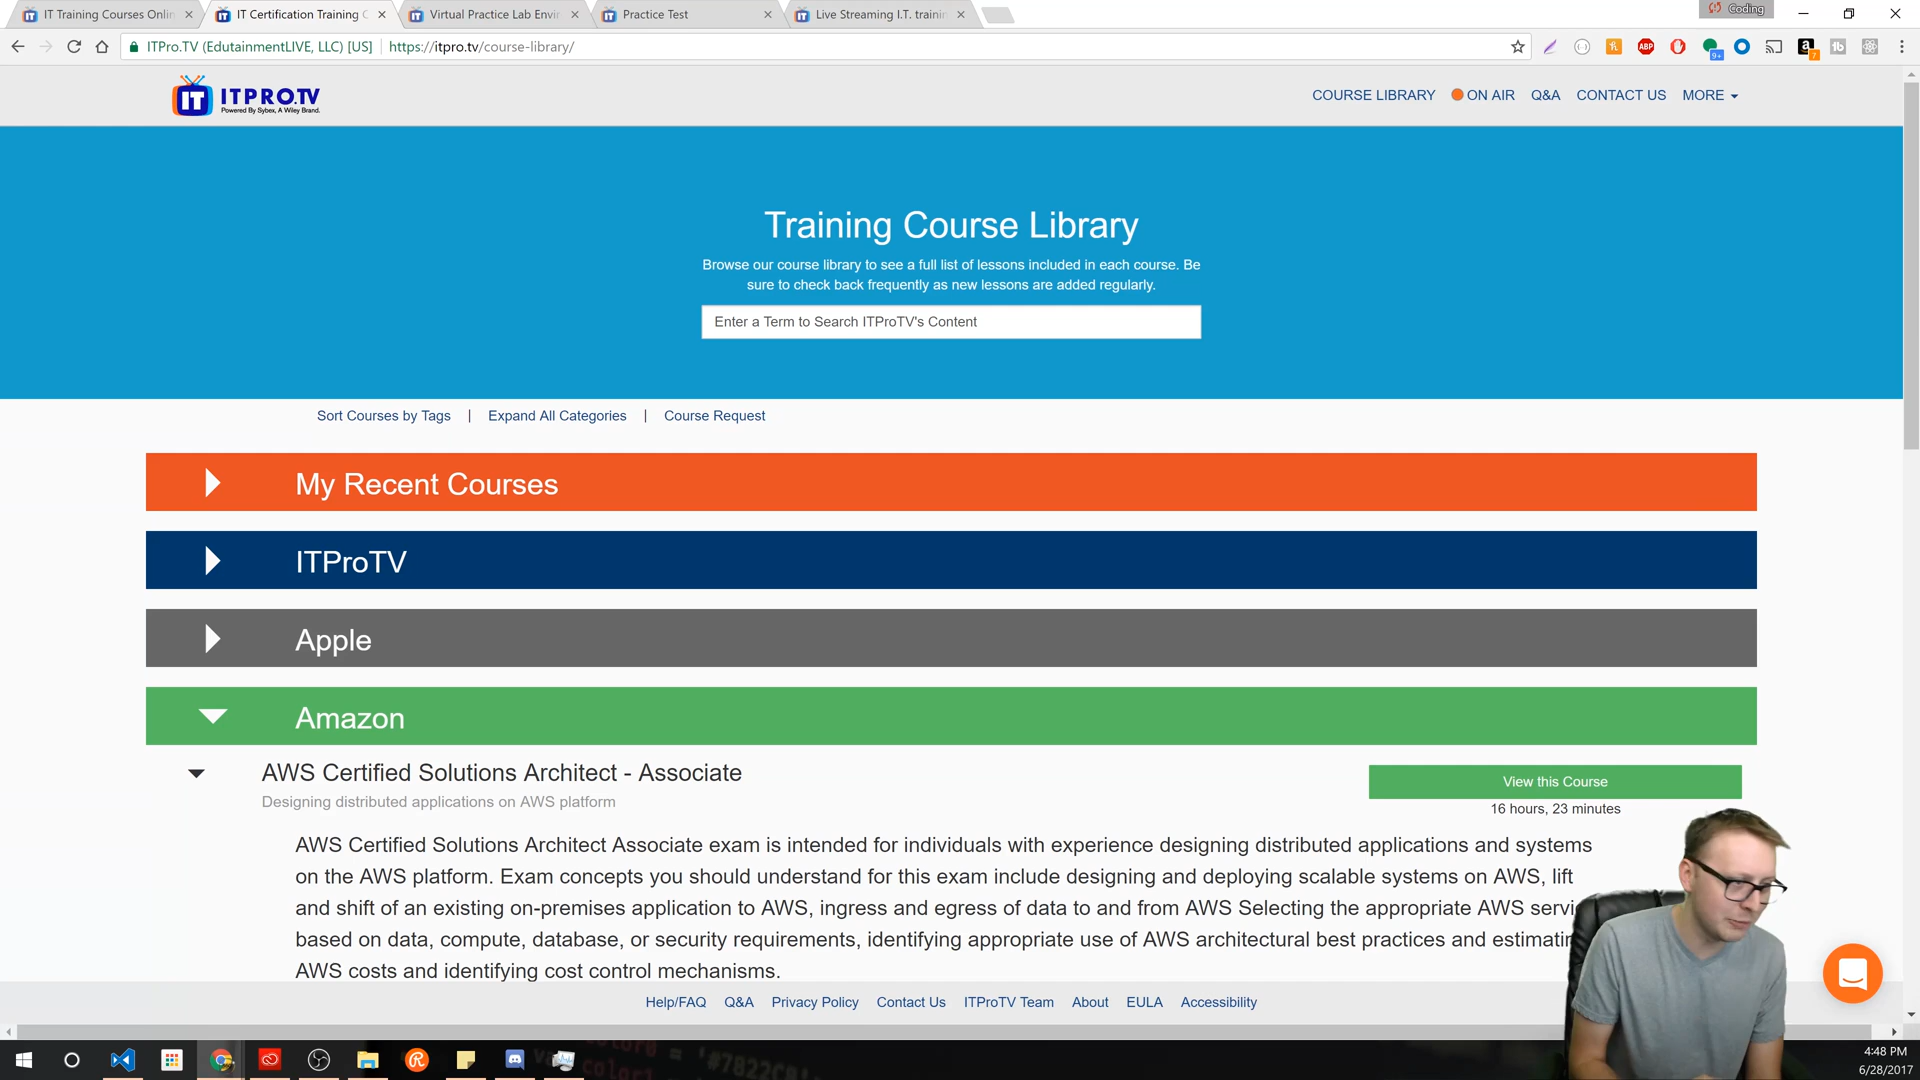 IT Training Courses Onlin
IT Certification Training C
Virtual Practice Lab Envir
Practice Test
Live Streaming I.T. trainin
Coding
ITPro.TV (EdutainmentLIVE, LLC) [US]
https://itpro.tv/course-library/
ABP
9+
7
IT ITPRO.TV
Powered By Sybex, A Wiley Brand.
COURSE LIBRARY
ON AIR
Q&A
CONTACT US
MORE
Training Course Library
Browse our course library to see a full list of lessons included in each course. Be
sure to check back frequently as new lessons are added regularly.
Enter a Term to Search ITProTV's Content
Sort Courses by Tags | Expand All Categories | Course Request
My Recent Courses
ITProTV
Apple
Amazon
AWS Certified Solutions Architect - Associate
View this Course
Designing distributed applications on AWS platform
16 hours, 23 minutes
AWS Certified Solutions Architect Associate exam is intended for individuals with experience designing distributed applications and systems
on the AWS platform. Exam concepts you should understand for this exam include designing and deploying scalable systems on AWS, lift
and shift of an existing on-premises application to AWS, ingress and egress of data to and from AWS Selecting the appropriate AWS servi
based on data, compute, database, or security requirements, identifying appropriate use of AWS architectural best practices and estimatin
AWS costs and identifying cost control mechanisms.
Help/FAQ
Q&A
Privacy Policy
Contact Us
ITProTV Team
About
EULA
Accessibility
4:48 PM
6/28/2017